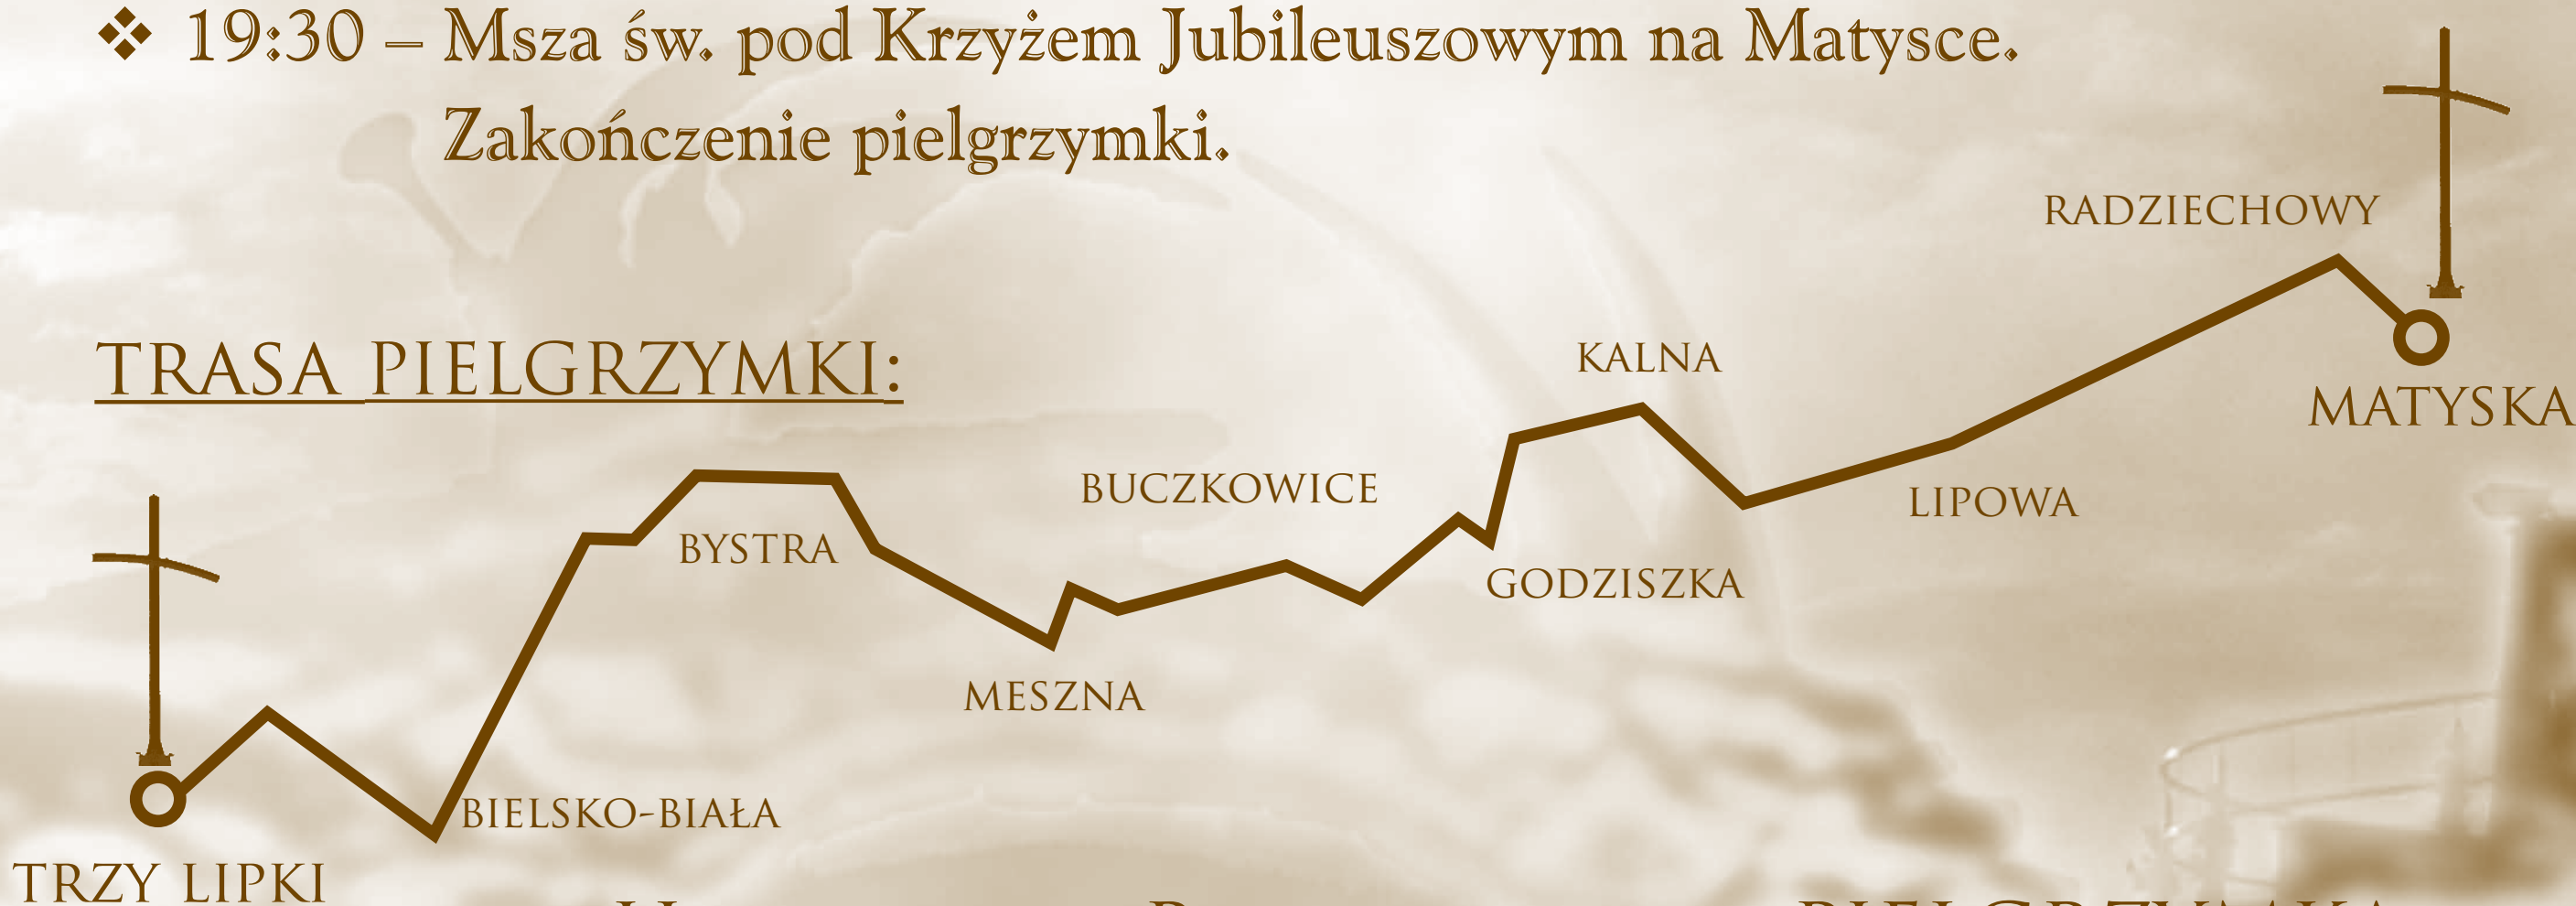 ❖ 19:30 – Msza św. pod Krzyżem Jubileuszowym na Matysce.
Zakończenie pielgrzymki.
RADZIECHOWY
TRASA PIELGRZYMKI:
KALNA
MATYSKA
BUCZKOWICE
LIPOWA
BYSTRA
GODZISZKA
MESZNA
BIELSKO-BIAŁA
TRZY LIPKI
PIELGRZYMKA